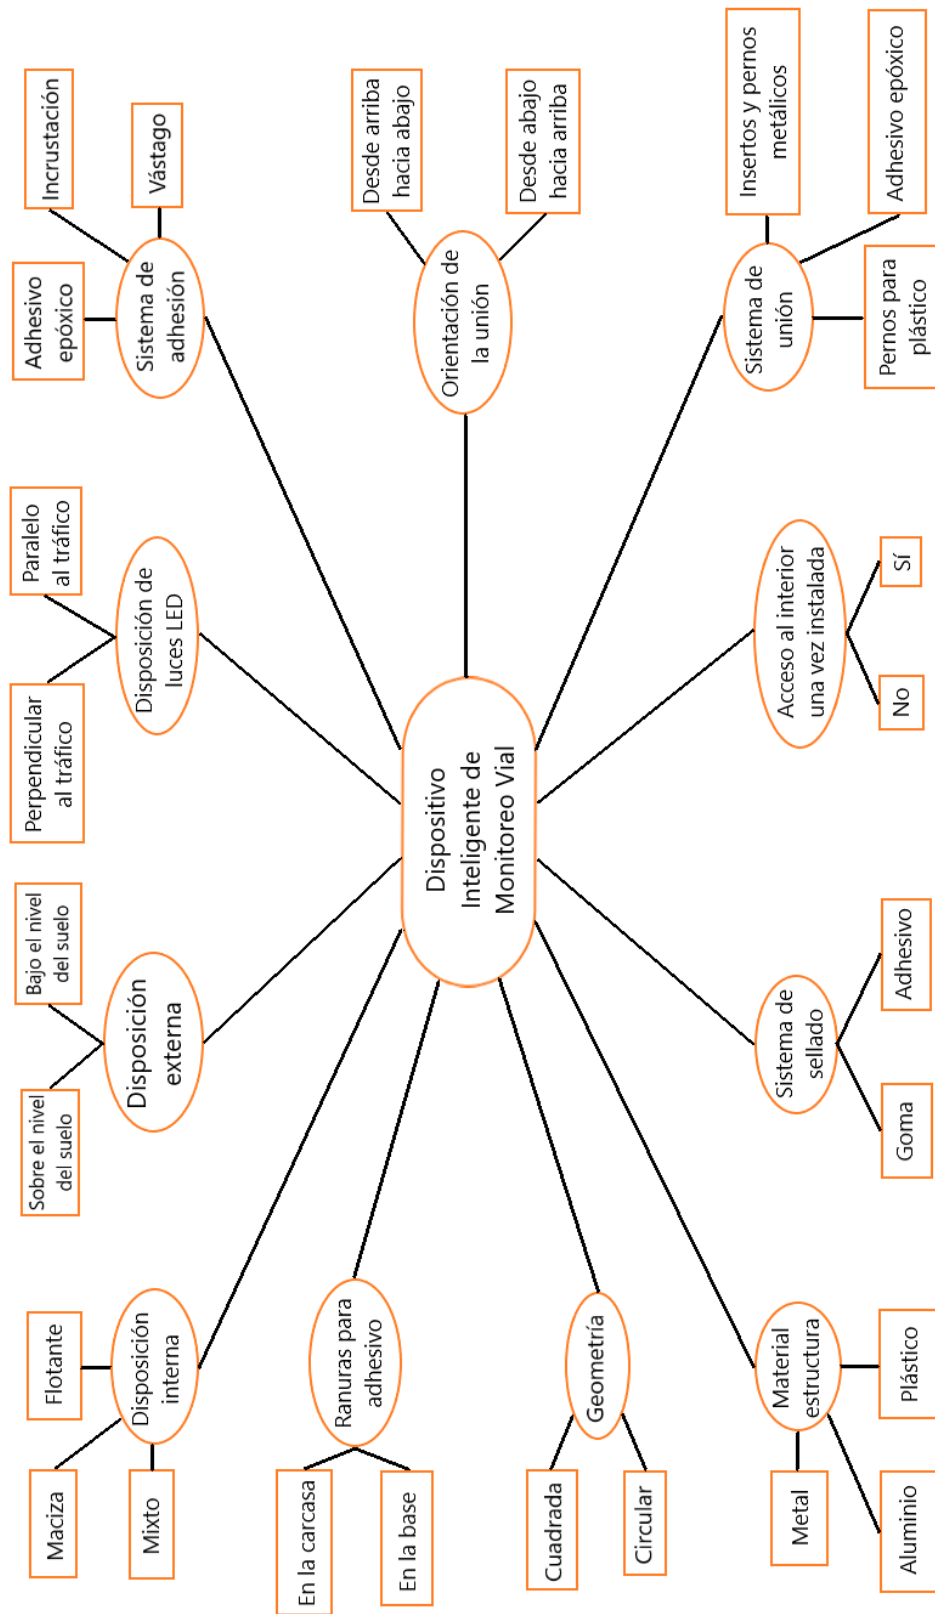 Maciza
Flotante
Mixto
Disposición
interna
Sobre el nivel
del suelo
Bajo el nivel
del suelo
Disposición
externa
Perpendicular
al tráfico
Paralelo
al tráfico
Disposición de
luces LED
Adhesivo
epóxico
Incrustación
Vástago
Sistema de
adhesión
En la carcasa
En la base
Ranuras para
adhesivo
Dispositivo
Inteligente de
Monitoreo Vial
Orientación de
la unión
Desde arriba
hacia abajo
Desde abajo
hacia arriba
Cuadrada
Circular
Geometría
Material
estructura
Metal
Aluminio
Plástico
Sistema de
sellado
Goma
Adhesivo
Acceso al interior
una vez instalada
No
Sí
Sistema de
unión
Insertos y pernos
metálicos
Pernos para
plástico
Adhesivo epóxico